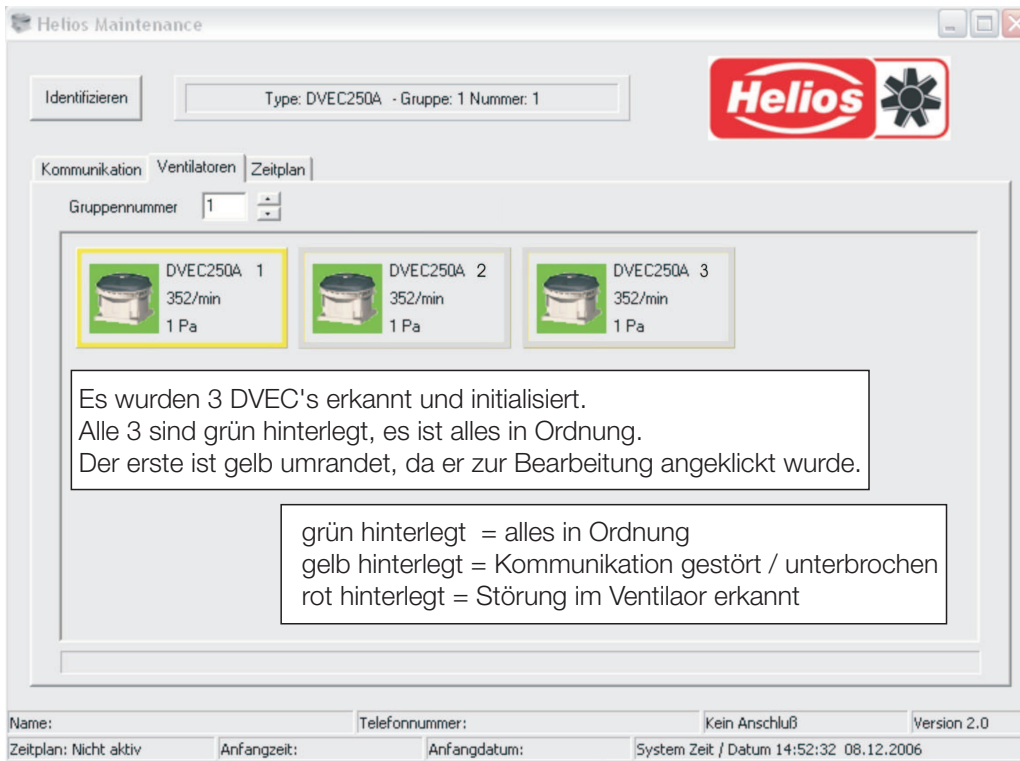 Helios Maintenance
Identifizieren
Type: DVEC250A - Gruppe: 1 Nummer: 1
Helios
Kommunikation Ventilatoren Zeitplan
Gruppennummer 1
DVEC250A 1
352/min
1 Pa
DVEC250A 2
352/min
1 Pa
DVEC250A 3
352/min
1 Pa
Es wurden 3 DVEC's erkannt und initialisiert.
Alle 3 sind grün hinterlegt, es ist alles in Ordnung.
Der erste ist gelb umrandet, da er zur Bearbeitung angeklickt wurde.
grün hinterlegt = alles in Ordnung
gelb hinterlegt = Kommunikation gestört / unterbrochen
rot hinterlegt = Störung im Ventilaor erkannt
Name: Telefonnummer: Kein Anschluß Version 2.0
Zeitplan: Nicht aktiv Anfangzeit: Anfangdatum: System Zeit / Datum 14:52:32 08.12.2006